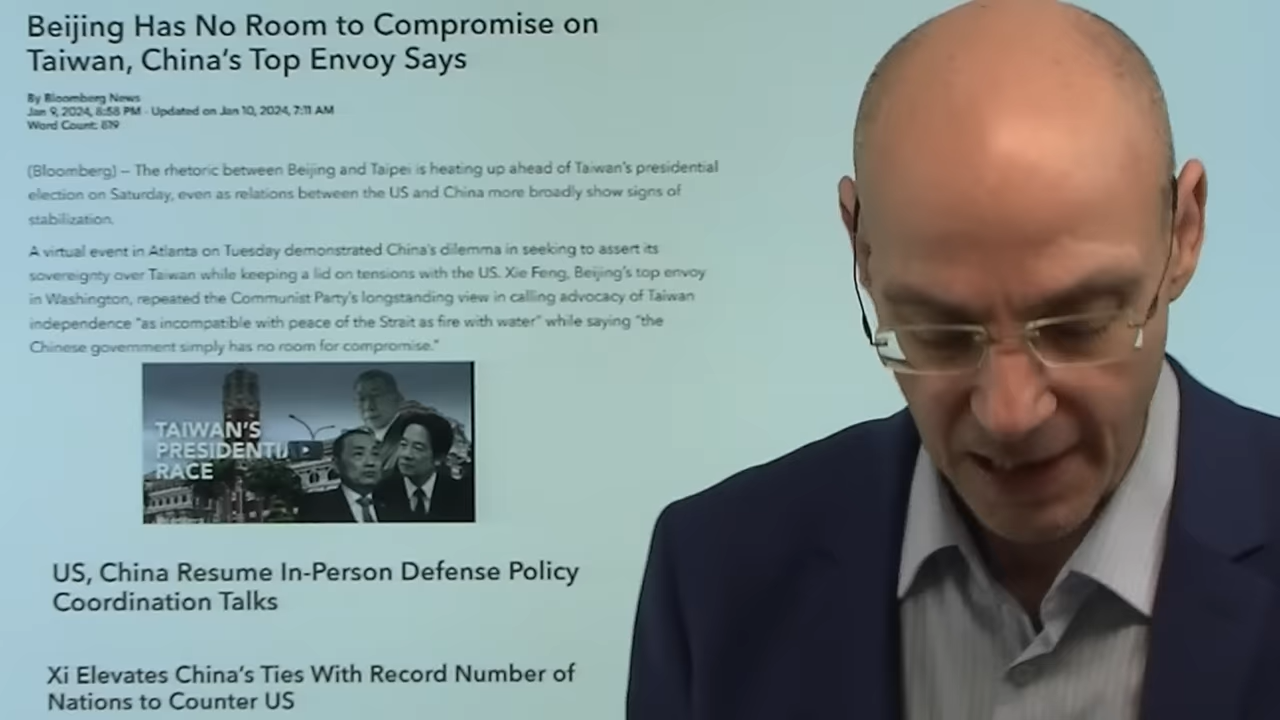 Beijing Has No Room to Compromise on
Taiwan, China's Top Envoy Says
By Bloomberg News
Jan 9, 2024, 8:58 PM · Updated on Jan 10, 2024, 7:11 AM
Word Count: 819
(Bloomberg) – The rhetoric between Beijing and Taipei is heating up ahead of Taiwan's presidential
election on Saturday, even as relations between the US and China more broadly show signs of
stabilization.
A virtual event in Atlanta on Tuesday demonstrated China's dilemma in seeking to assert its
sovereignty over Taiwan while keeping a lid on tensions with the US. Xie Feng, Beijing's top envoy
in Washington, repeated the Communist Party's longstanding view in calling advocacy of Taiwan
independence "as incompatible with peace of the Strait as fire with water" while saying "the
Chinese government simply has no room for compromise."
TAIWAN'S
PRESIDENTI
RACE
US, China Resume In-Person Defense Policy
Coordination Talks
Xi Elevates China's Ties With Record Number of
Nations to Counter US